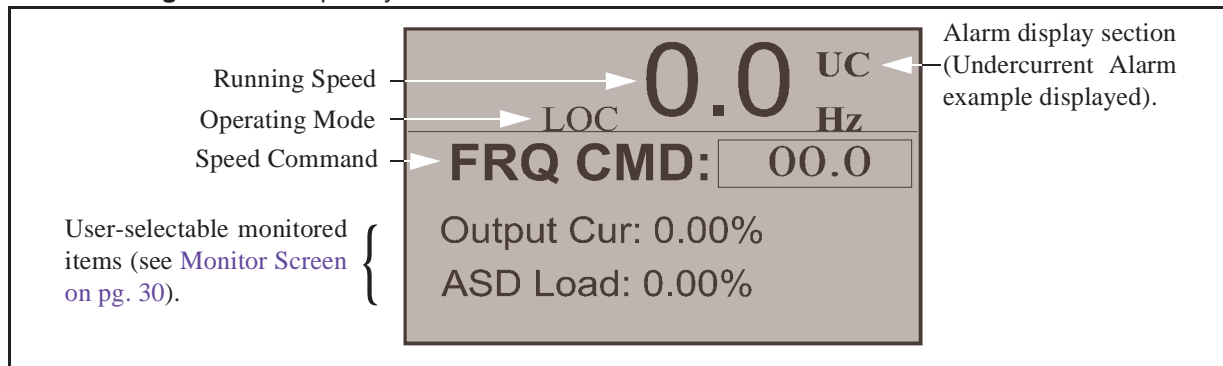 Running Speed
Operating Mode
Speed Command
User-selectable monitored
items (see Monitor Screen
on pg. 30).
0.0 UC
LOC Hz
FRQ CMD: 00.0
Output Cur: 0.00%
ASD Load: 0.00%
Alarm display section
(Undercurrent Alarm
example displayed).